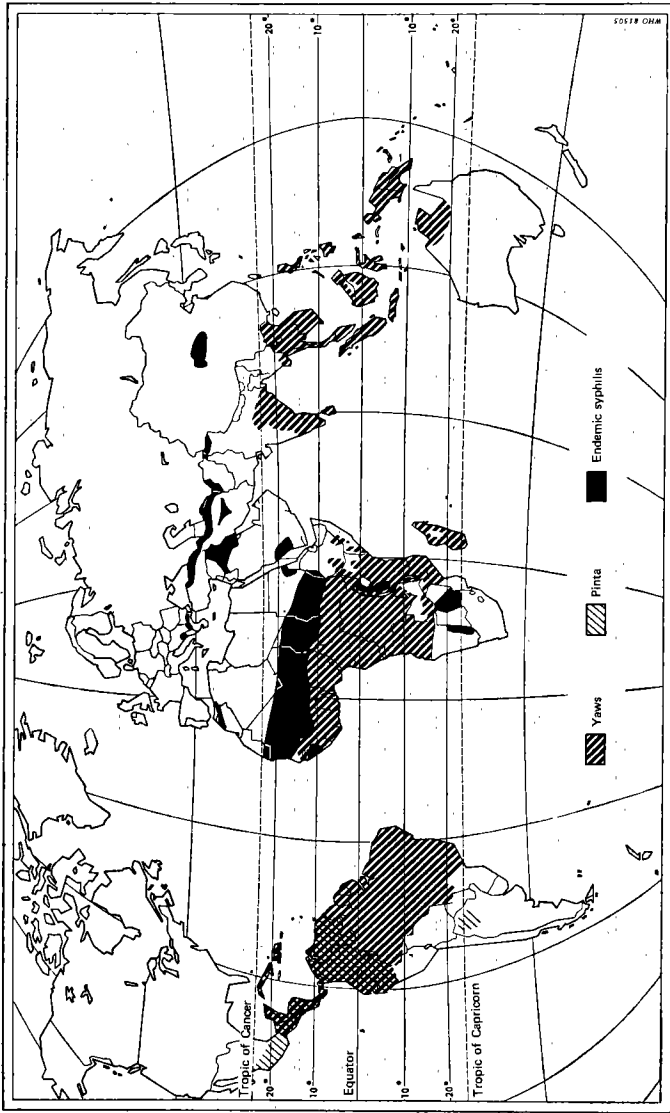 WHO 81505
20°
10°
10°
20°
Tropic of Cancer
20°
10°
Equator
10°
20°
Tropic of Capricorn
Yaws
Pinta
Endemic syphilis